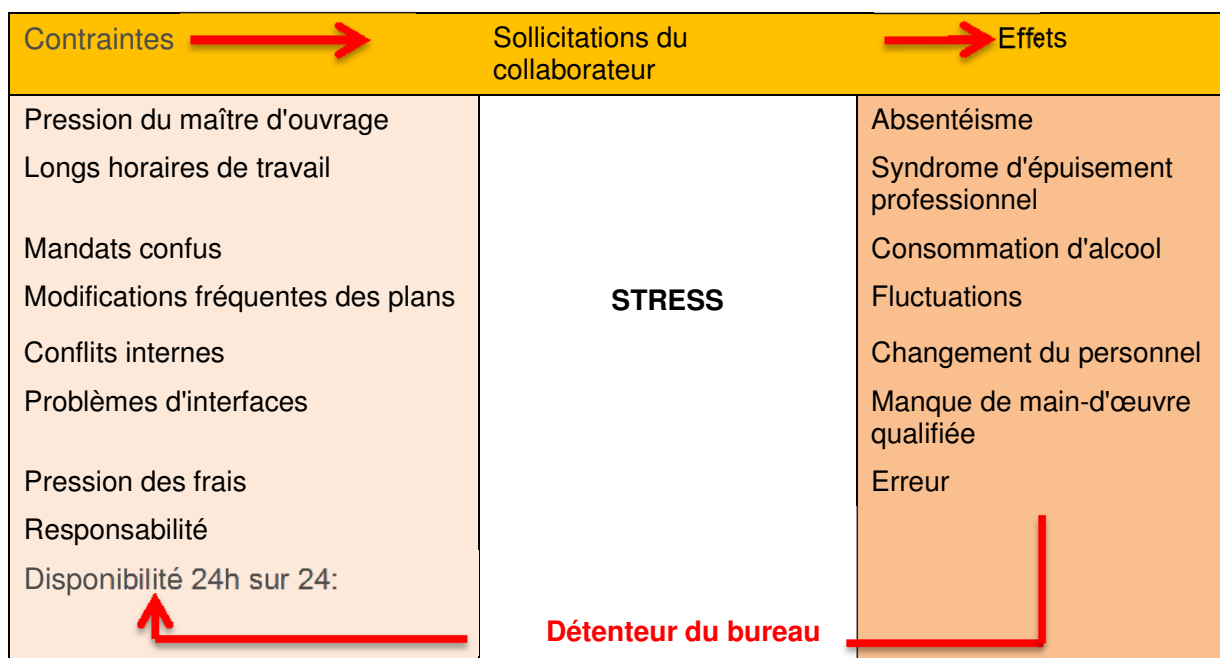 Contraintes
Sollicitations du
collaborateur
Effets
Pression du maître d'ouvrage
Longs horaires de travail
Mandats confus
Modifications fréquentes des plans
Conflits internes
Problèmes d'interfaces
Pression des frais
Responsabilité
Disponibilité 24h sur 24:
STRESS
Détenteur du bureau
Absentéisme
Syndrome d'épuisement
professionnel
Consommation d'alcool
Fluctuations
Changement du personnel
Manque de main-d'œuvre
qualifiée
Erreur